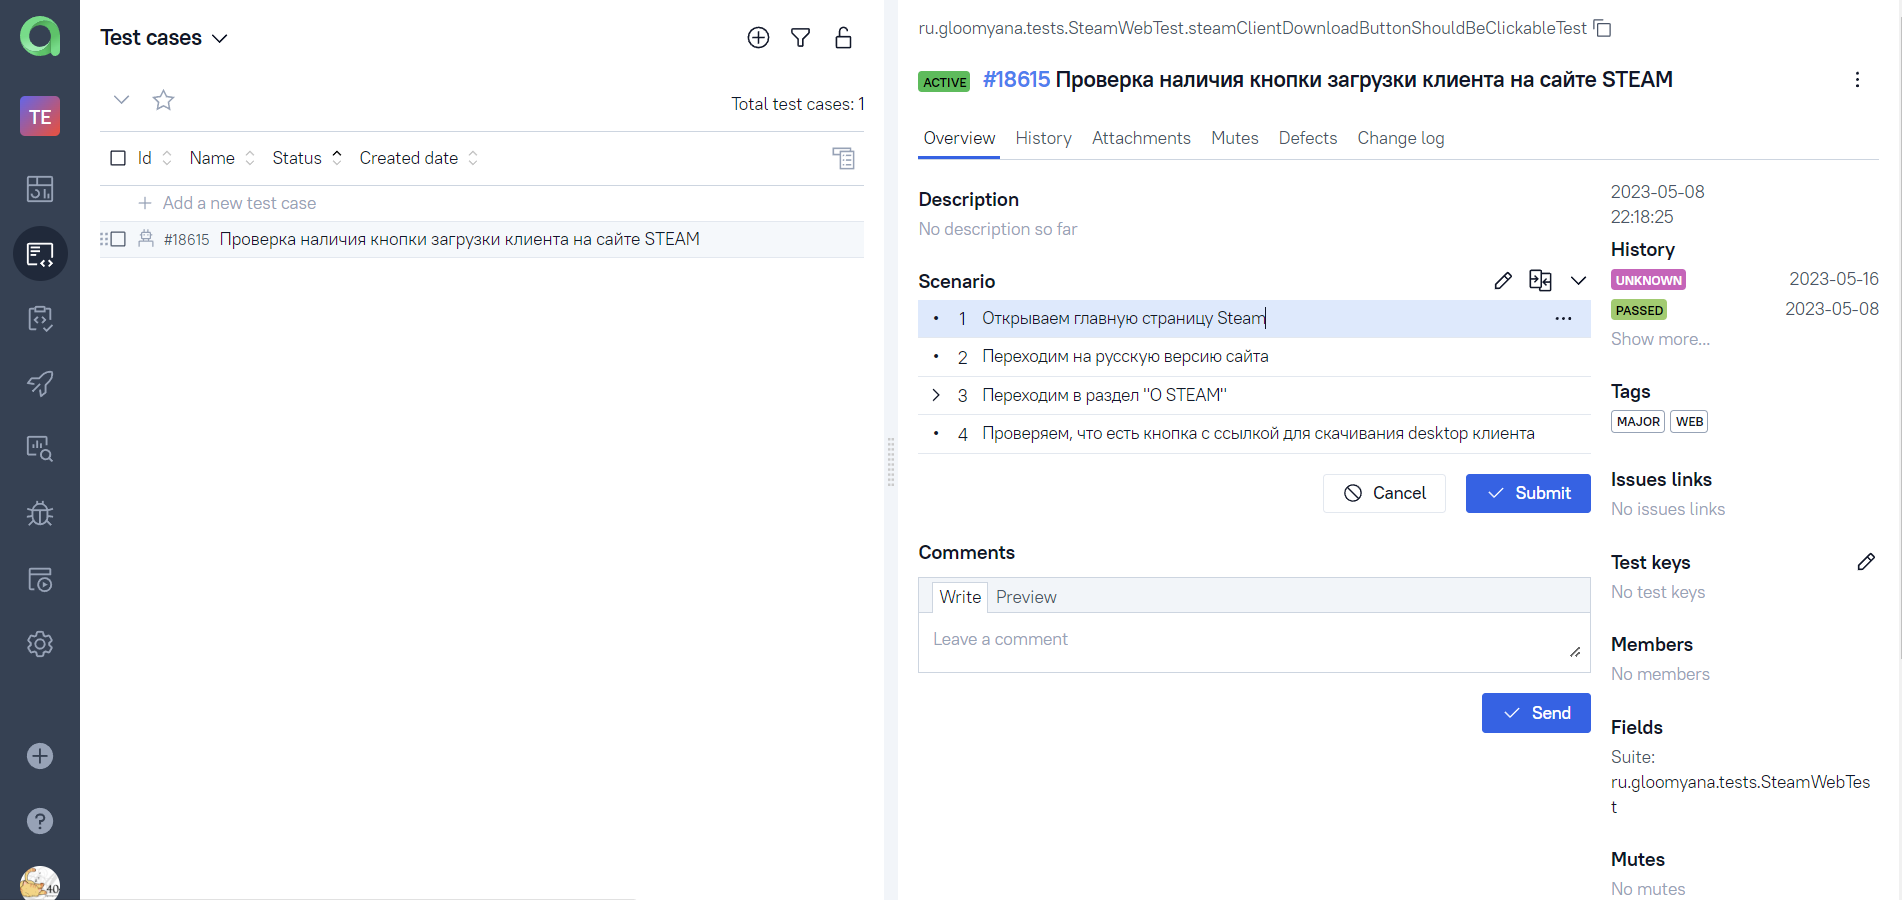 TE
40
Test cases
Total test cases: 1
Id Name Status Created date
Add a new test case
#18615 Проверка наличия кнопки загрузки клиента на сайте STEAM
ru.gloomyana.tests.SteamWebTest.steamClientDownloadButtonShouldBeClickableTest
ACTIVE #18615 Проверка наличия кнопки загрузки клиента на сайте STEAM
Overview History Attachments Mutes Defects Change log
Description
No description so far
Scenario
1 Открываем главную страницу Steam
2 Переходим на русскую версию сайта
3 Переходим в раздел "О STEAM"
4 Проверяем, что есть кнопка с ссылкой для скачивания desktop клиента
Cancel Submit
Comments
Write Preview
Leave a comment
Send
2023-05-08
22:18:25
History
UNKNOWN 2023-05-16
PASSED 2023-05-08
Show more...
Tags
MAJOR WEB
Issues links
No issues links
Test keys
No test keys
Members
No members
Fields
Suite:
ru.gloomyana.tests.SteamWebTes
t
Mutes
No mutes